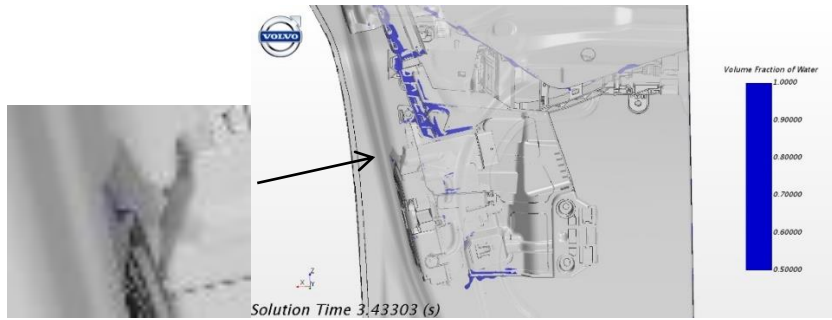 VOLVO
Volume Fraction of Water
1.0000
0.90000
0.80000
0.70000
0.60000
0.50000
Z
X
Solution Time 3.43303 (s)